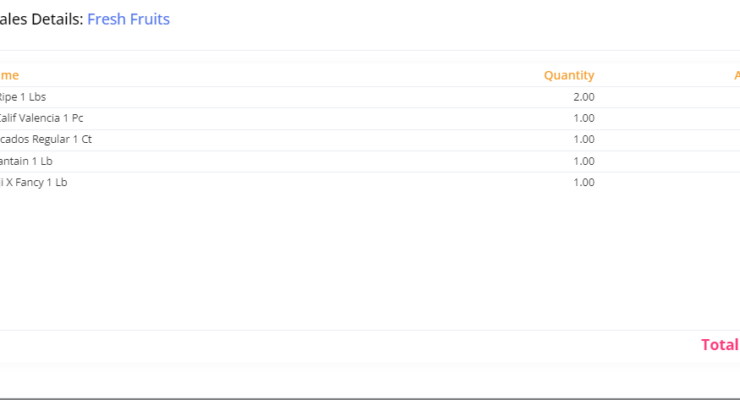 ales Details: Fresh Fruits
me Quantity A
Ripe 1 Lbs 2.00
Calif Valencia 1 Pc 1.00
cados Regular 1 Ct 1.00
antain 1 Lb 1.00
i X Fancy 1 Lb 1.00
Total